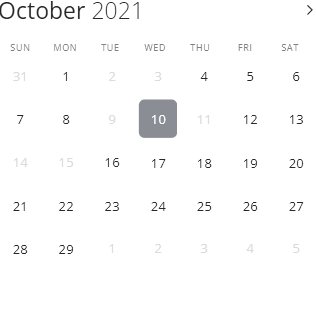 October 2021
SUN MON TUE WED THU FRI SAT
31 1 2 3 4 5 6
7 8 9 10 11 12 13
14 15 16 17 18 19 20
21 22 23 24 25 26 27
28 29 1 2 3 4 5